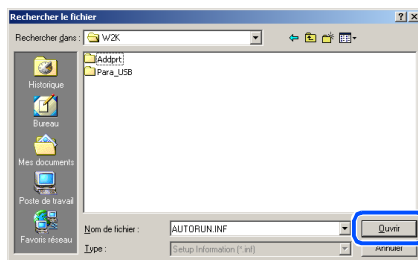 Rechercher le fichier
Rechercher dans : W2K
Addprt
Para_USB
Historique
Bureau
Mes documents
Poste de travail
Favoris réseau
Nom de fichier : AUTORUN.INF Ouvrir
Type : Setup Information (*.inf) Annuler